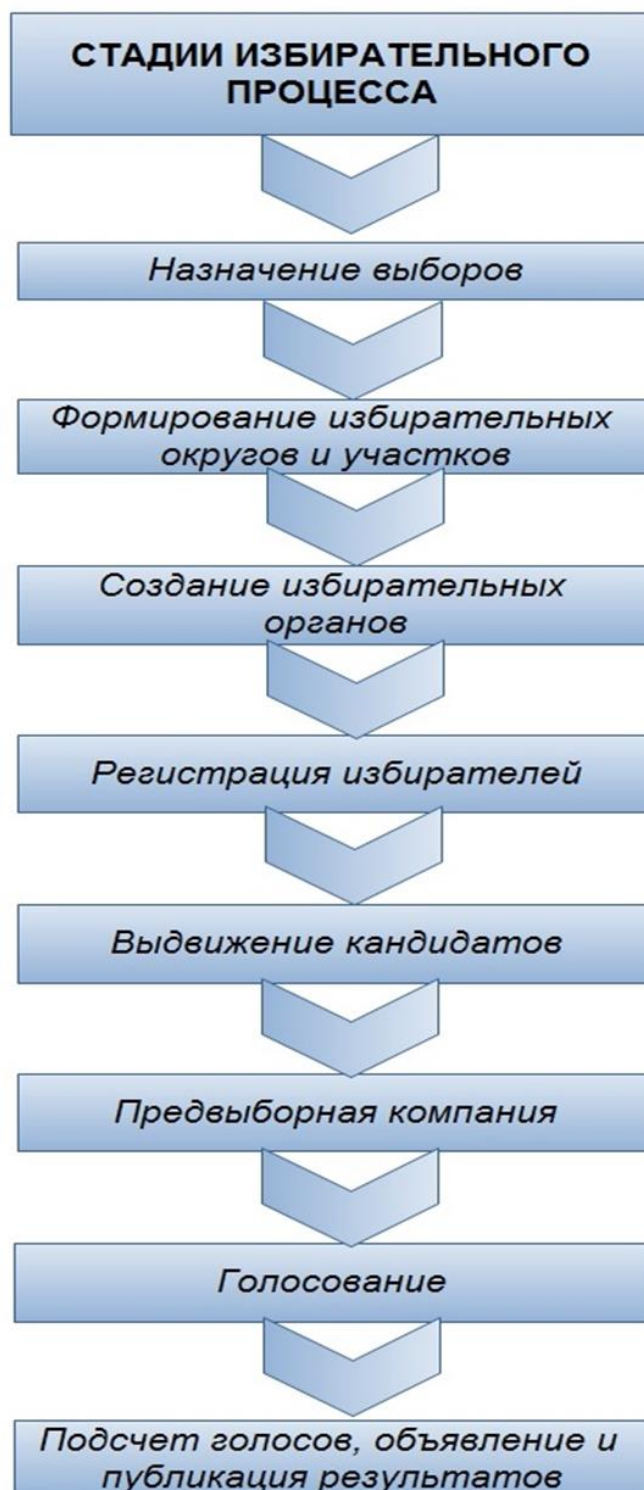 СТАДИИ ИЗБИРАТЕЛЬНОГО
ПРОЦЕССА
Назначение выборов
Формирование избирательных
округов и участков
Создание избирательных
органов
Регистрация избирателей
Выдвижение кандидатов
Предвыборная компания
Голосование
Подсчет голосов, объявление и
публикация результатов